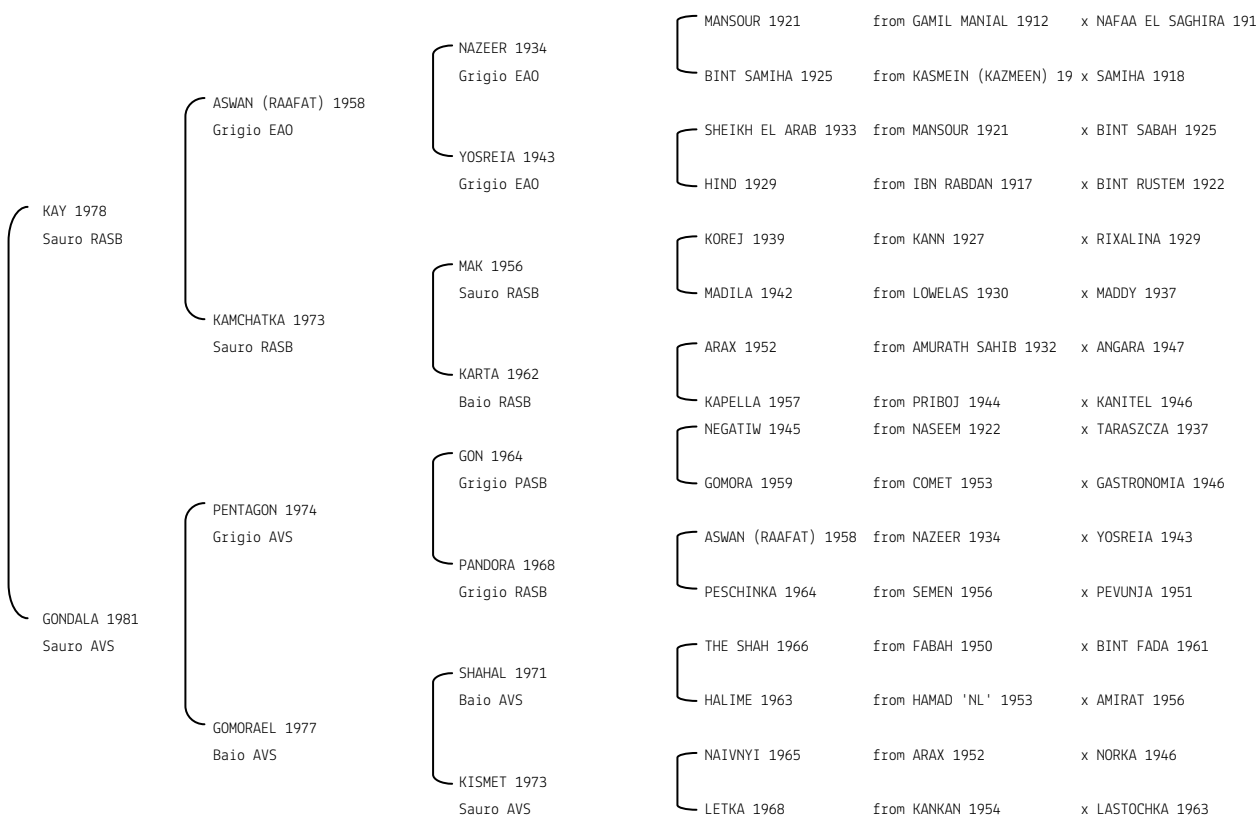 MANSOUR 1921 from GAMIL MANIAL 1912 x NAFAA EL SAGHIRA 191
NAZEER 1934
Grigio EAO
BINT SAMIHA 1925 from KASMEIN (KAZMEEN) 19 x SAMIHA 1918
ASWAN (RAAFAT) 1958
Grigio EAO
SHEIKH EL ARAB 1933 from MANSOUR 1921 x BINT SABAH 1925
YOSREIA 1943
Grigio EAO
HIND 1929 from IBN RABDAN 1917 x BINT RUSTEM 1922
KAY 1978
Sauro RASB
KOREJ 1939 from KANN 1927 x RIXALINA 1929
MAK 1956
Sauro RASB
MADILA 1942 from LOWELAS 1930 x MADDY 1937
KAMCHATKA 1973
Sauro RASB
ARAX 1952 from AMURATH SAHIB 1932 x ANGARA 1947
KARTA 1962
Baio RASB
KAPELLA 1957 from PRIBOJ 1944 x KANITEL 1946
NEGATIW 1945 from NASEEM 1922 x TARASZCZA 1937
GON 1964
Grigio PASB
GOMORA 1959 from COMET 1953 x GASTRONOMIA 1946
PENTAGON 1974
Grigio AVS
ASWAN (RAAFAT) 1958 from NAZEER 1934 x YOSREIA 1943
PANDORA 1968
Grigio RASB
PESCHINKA 1964 from SEMEN 1956 x PEVUNJA 1951
GONDALA 1981
Sauro AVS
THE SHAH 1966 from FABAH 1950 x BINT FADA 1961
SHAHAL 1971
Baio AVS
HALIME 1963 from HAMAD 'NL' 1953 x AMIRAT 1956
GOMORAEL 1977
Baio AVS
NAIVNYI 1965 from ARAX 1952 x NORKA 1946
KISMET 1973
Sauro AVS
LETKA 1968 from KANKAN 1954 x LASTOCHKA 1963